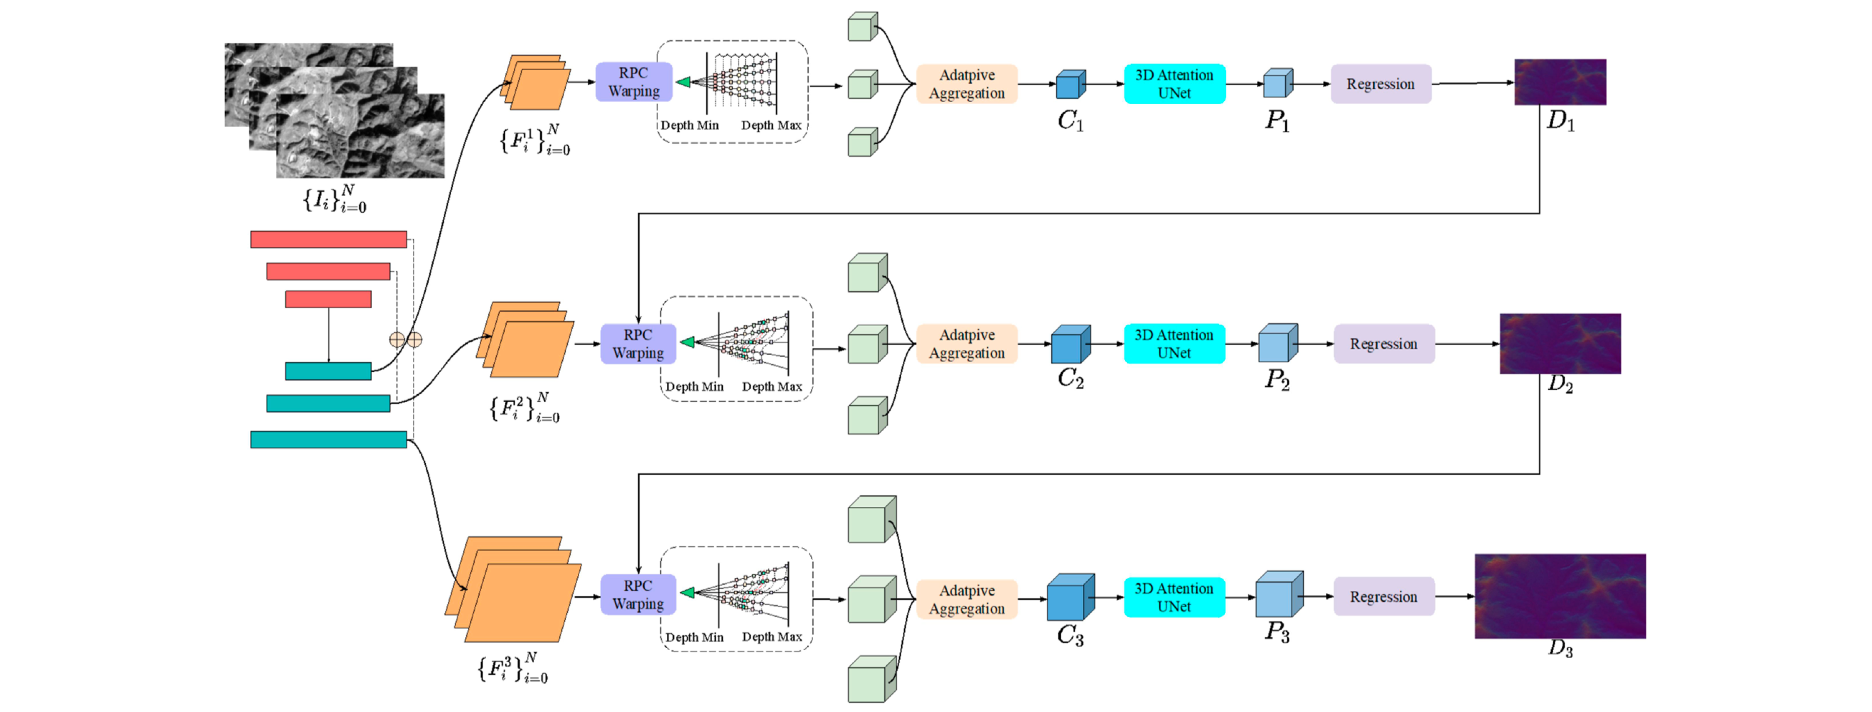 {I_i}_{i=0}^N
{F_i^1}_{i=0}^N
RPC
Warping
Depth Min Depth Max
Adatpive
Aggregation
C_1
3D Attention
UNet
P_1
Regression
D_1
{F_i^2}_{i=0}^N
RPC
Warping
Depth Min Depth Max
Adatpive
Aggregation
C_2
3D Attention
UNet
P_2
Regression
D_2
{F_i^3}_{i=0}^N
RPC
Warping
Depth Min Depth Max
Adatpive
Aggregation
C_3
3D Attention
UNet
P_3
Regression
D_3